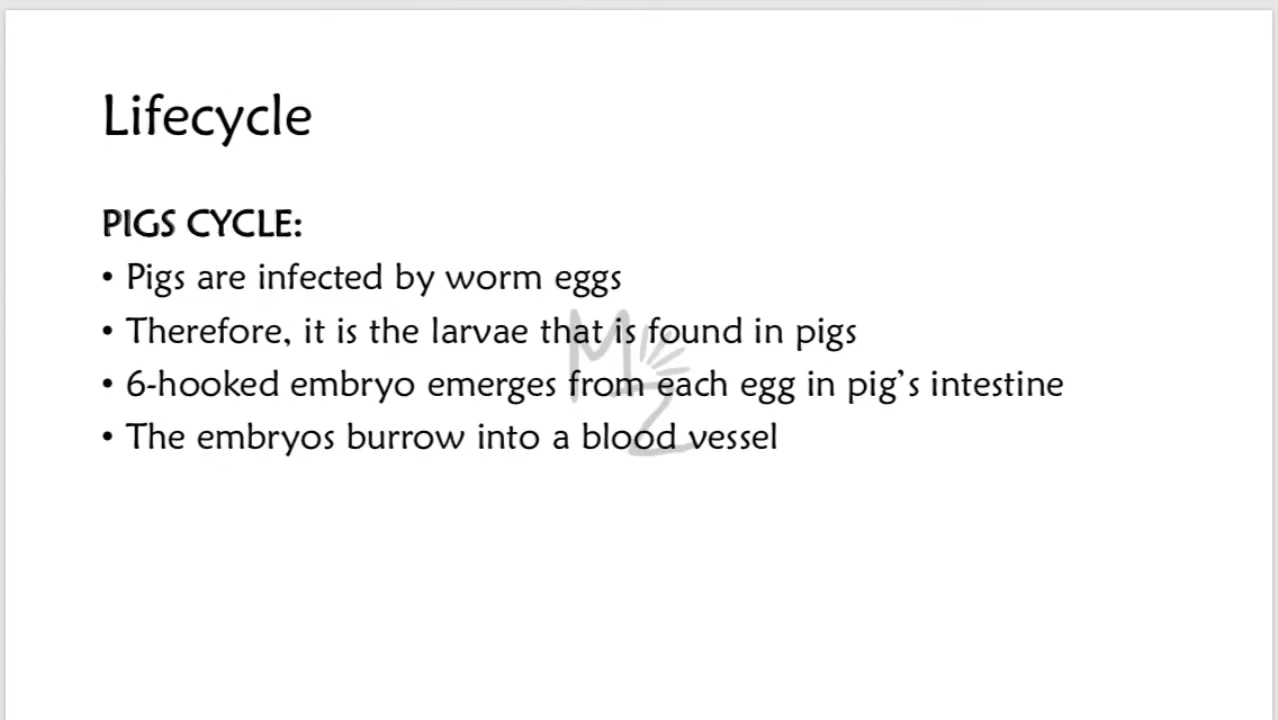 Lifecycle
PIGS CYCLE:
• Pigs are infected by worm eggs
• Therefore, it is the larvae that is found in pigs
• 6-hooked embryo emerges from each egg in pig's intestine
• The embryos burrow into a blood vessel
MZ